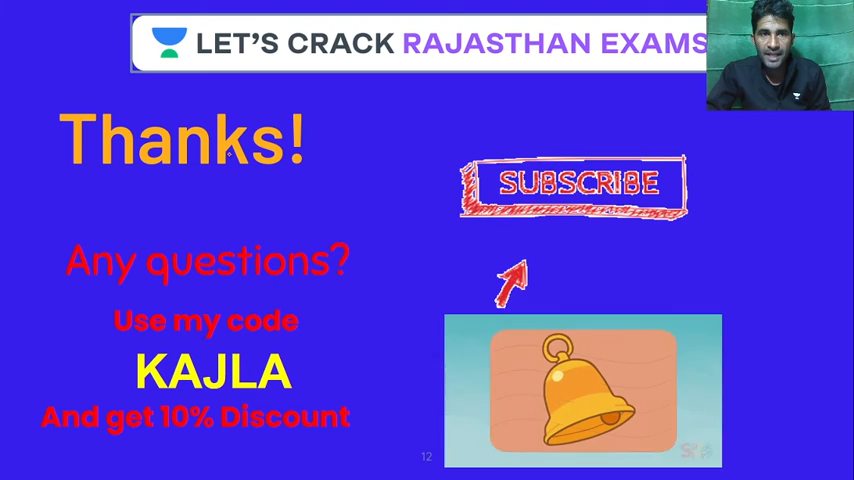 LET'S CRACK RAJASTHAN EXAMS
Thanks!
SUBSCRIBE
Any questions?
Use my code
KAJLA
And get 10% Discount
12